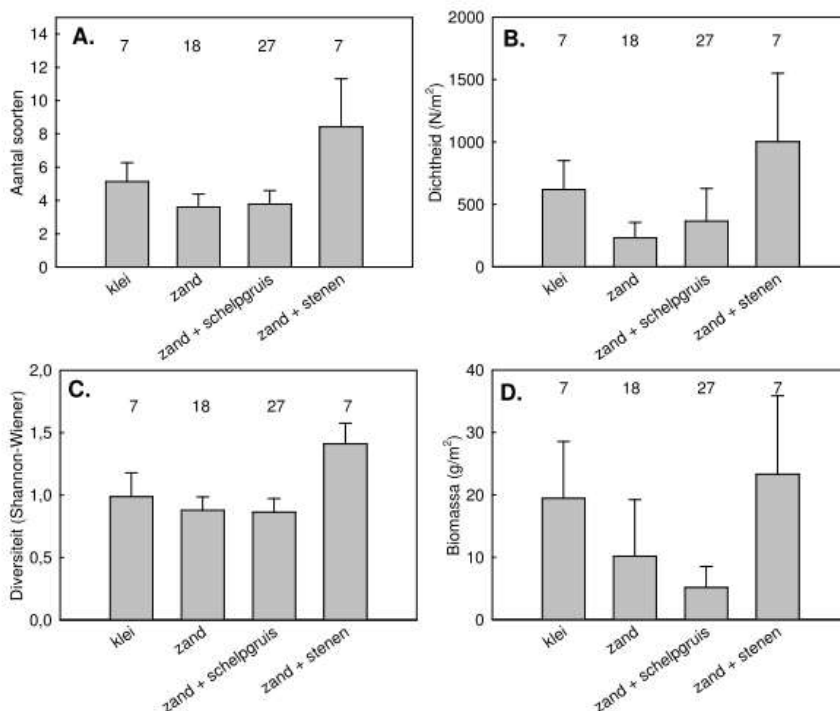 A.
7 18 27 7
14
12
10
8
6
4
2
0
Aantal soorten
klei
zand
zand + schelpgruis
zand + stenen
B.
7 18 27 7
2000
1500
1000
500
0
Dichtheid (N/m²)
klei
zand
zand + schelpgruis
zand + stenen
C.
7 18 27 7
2,0
1,5
1,0
0,5
0,0
Diversiteit (Shannon-Wiener)
klei
zand
zand + schelpgruis
zand + stenen
D.
7 18 27 7
40
30
20
10
0
Biomassa (g/m²)
klei
zand
zand + schelpgruis
zand + stenen